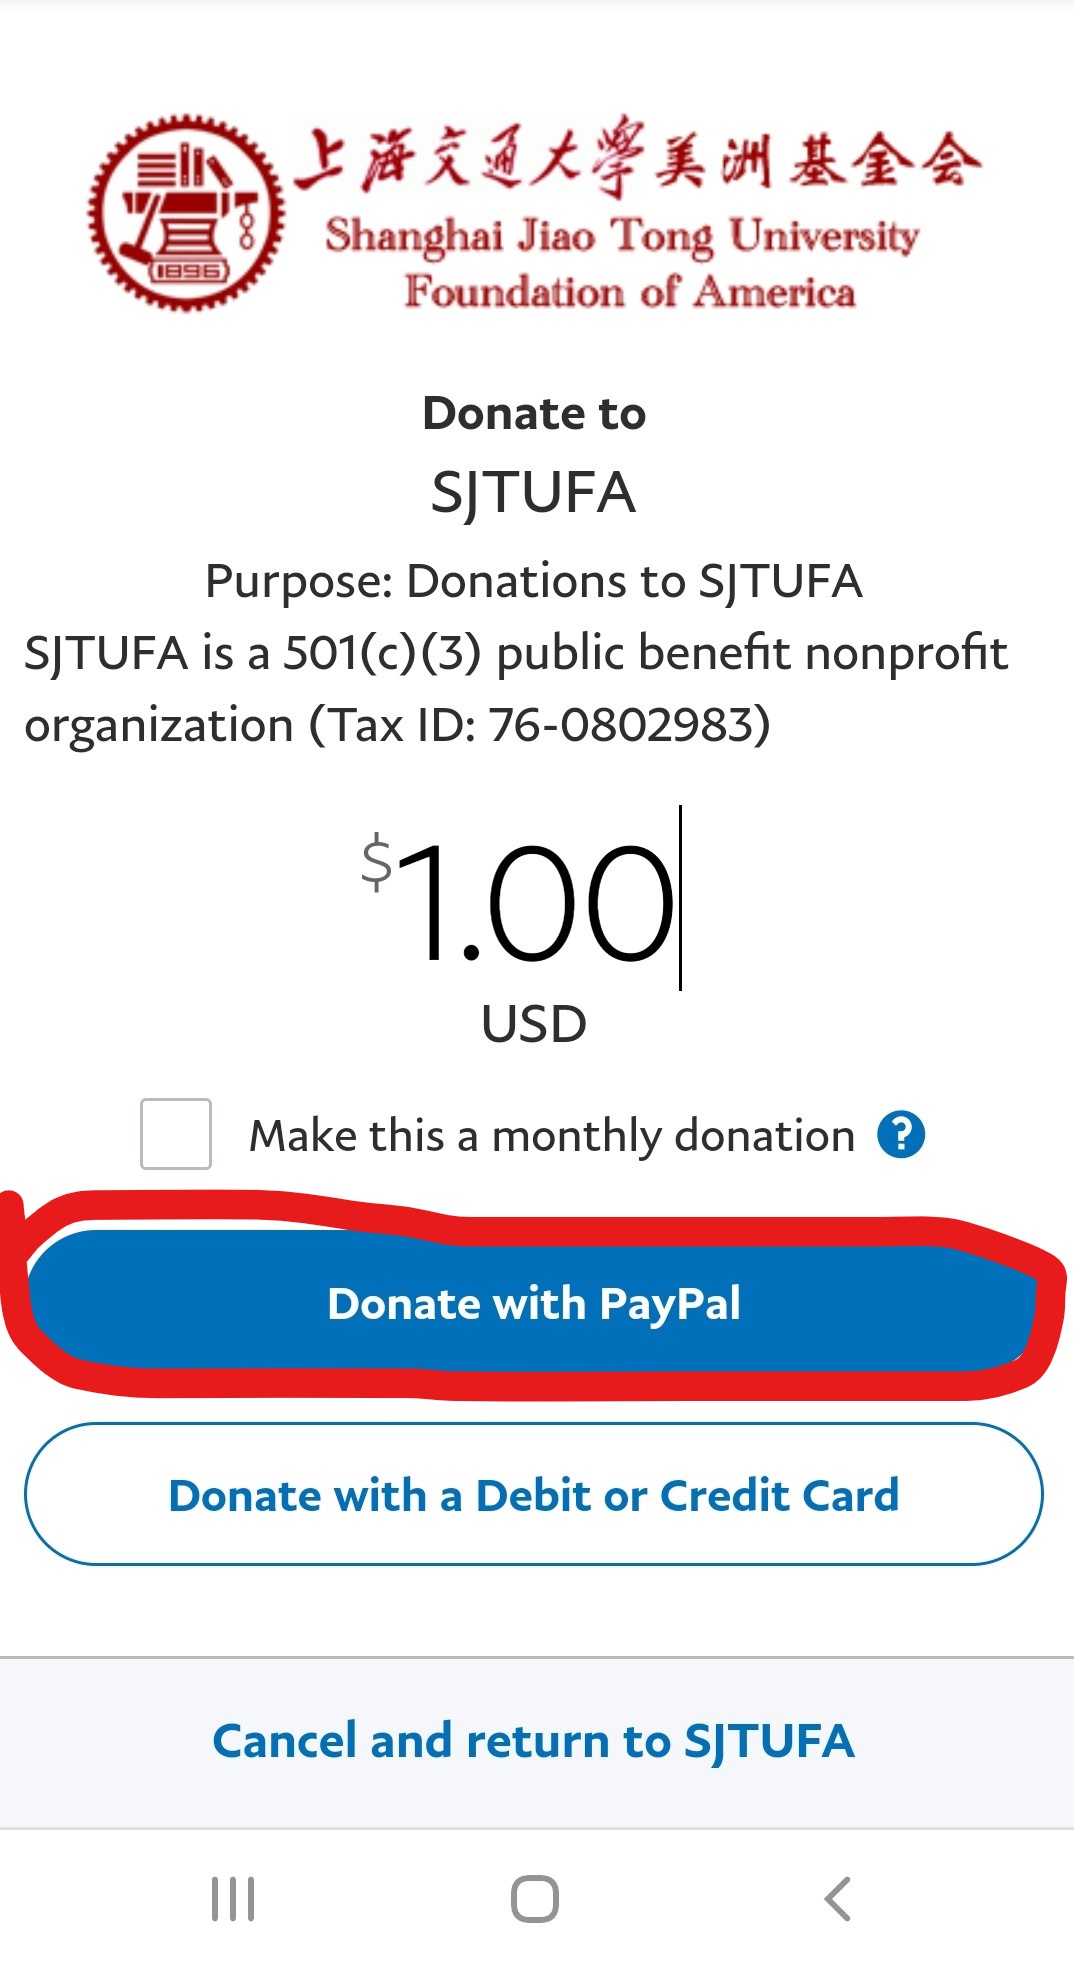 上海交通大学美洲基金会
Shanghai Jiao Tong University
Foundation of America
1896
Donate to
SJTUFA
Purpose: Donations to SJTUFA
SJTUFA is a 501(c)(3) public benefit nonprofit
organization (Tax ID: 76-0802983)
$1.00
USD
Make this a monthly donation ?
Donate with PayPal
Donate with a Debit or Credit Card
Cancel and return to SJTUFA